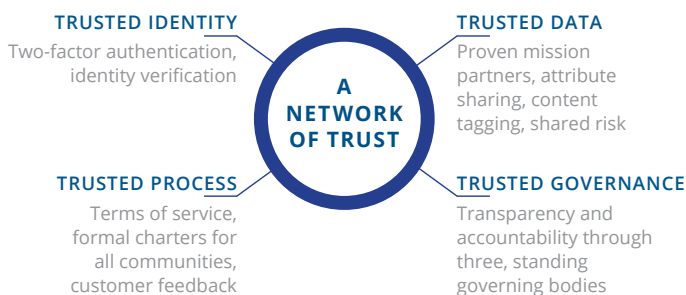 TRUSTED IDENTITY
Two-factor authentication,
identity verification
TRUSTED DATA
Proven mission
partners, attribute
sharing, content
tagging, shared risk
A
NETWORK
OF TRUST
TRUSTED PROCESS
Terms of service,
formal charters for
all communities,
customer feedback
TRUSTED GOVERNANCE
Transparency and
accountability through
three, standing
governing bodies